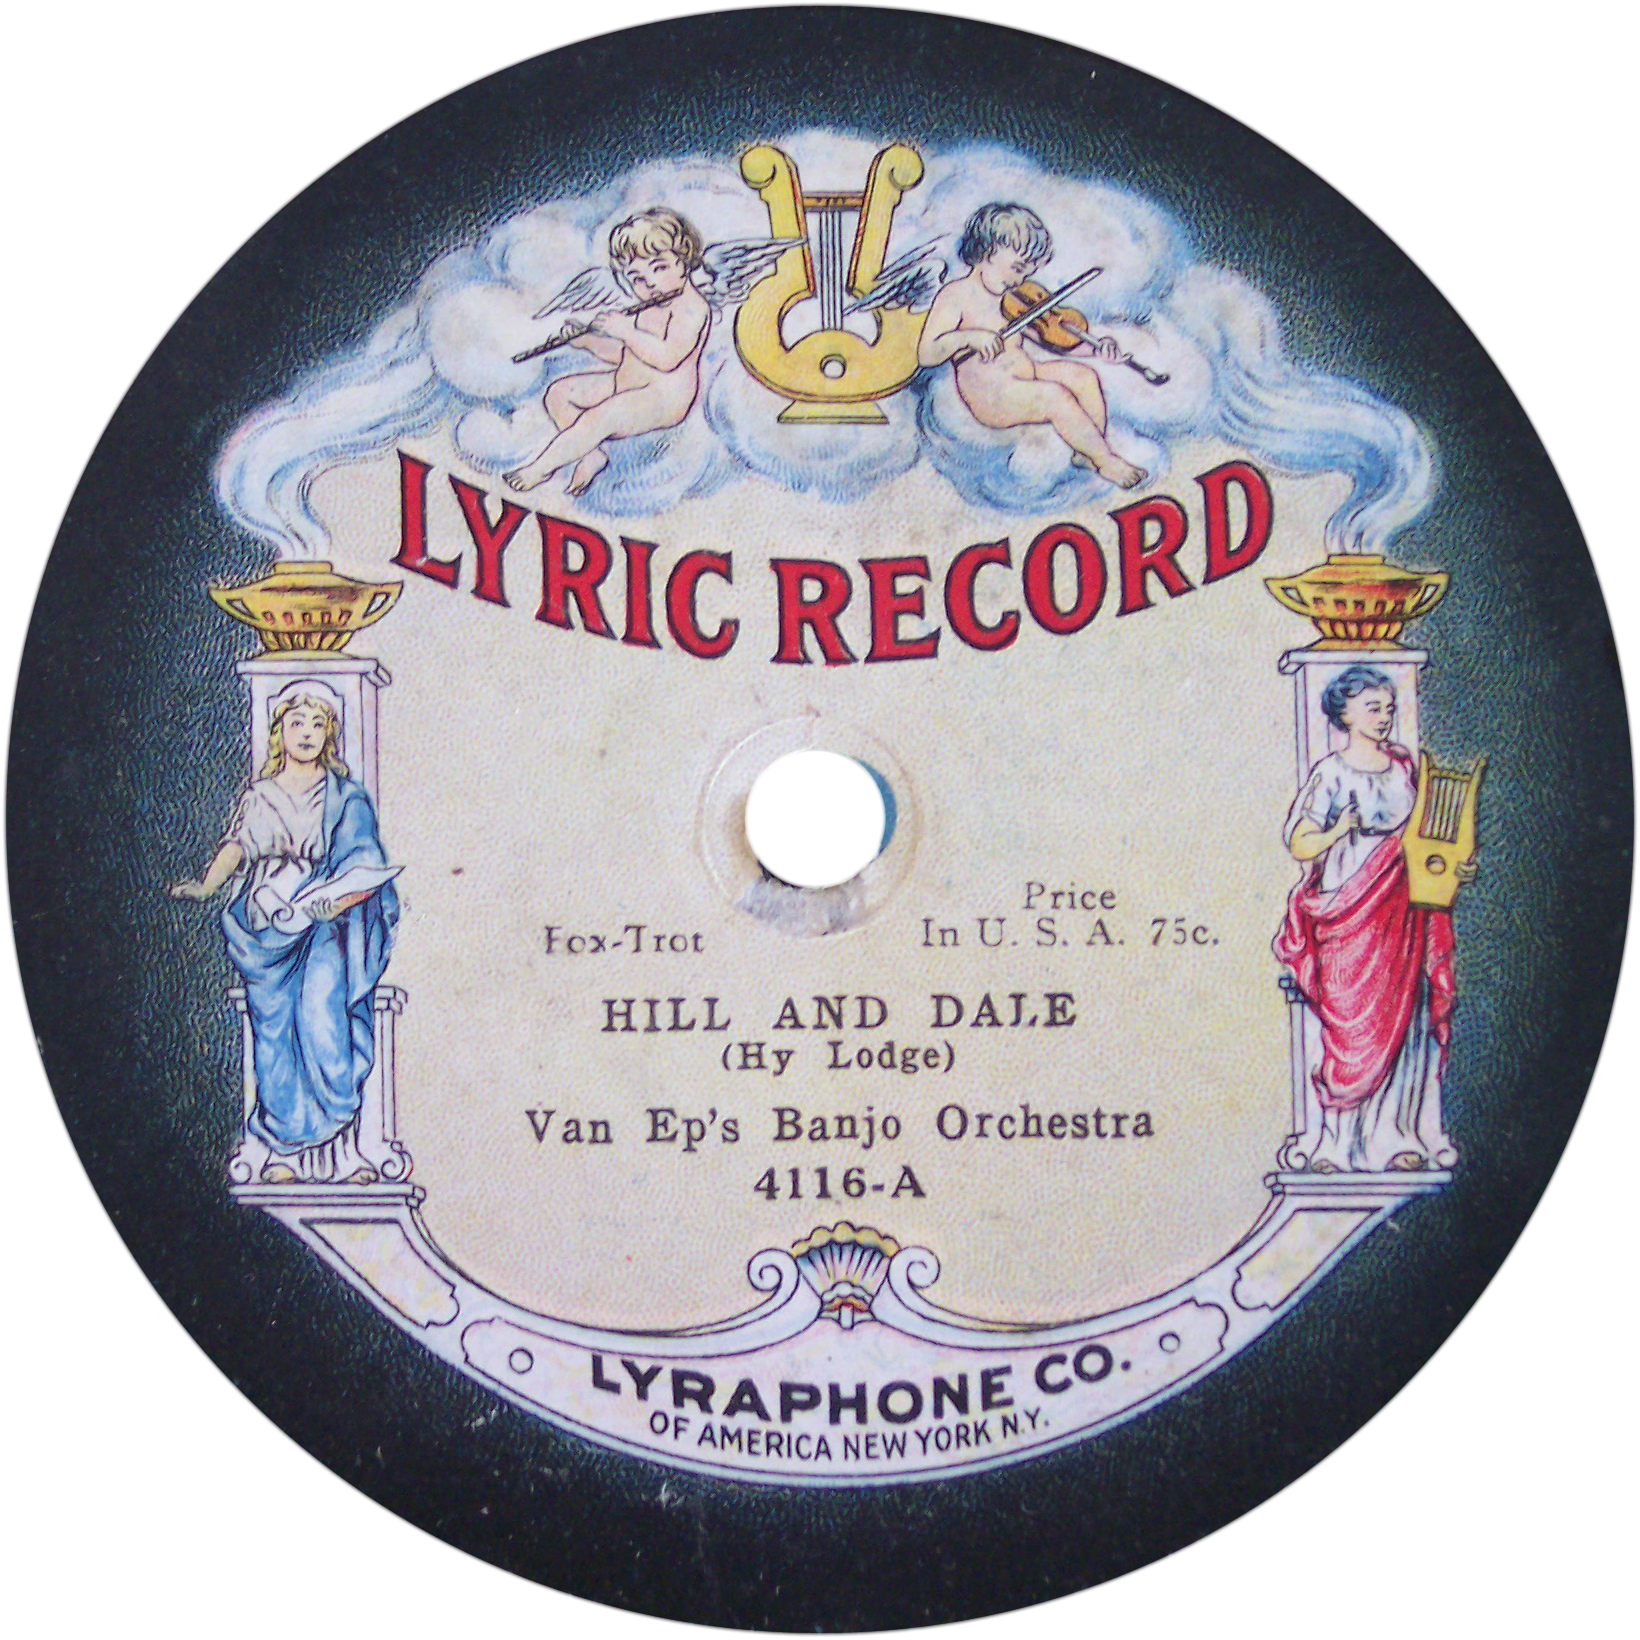 LYRIC RECORD
Fox-Trot
Price
In U. S. A. 75c.
HILL AND DALE
(Hy Lodge)
Van Ep's Banjo Orchestra
4116-A
LYRAPHONE CO.
OF AMERICA NEW YORK N.Y.